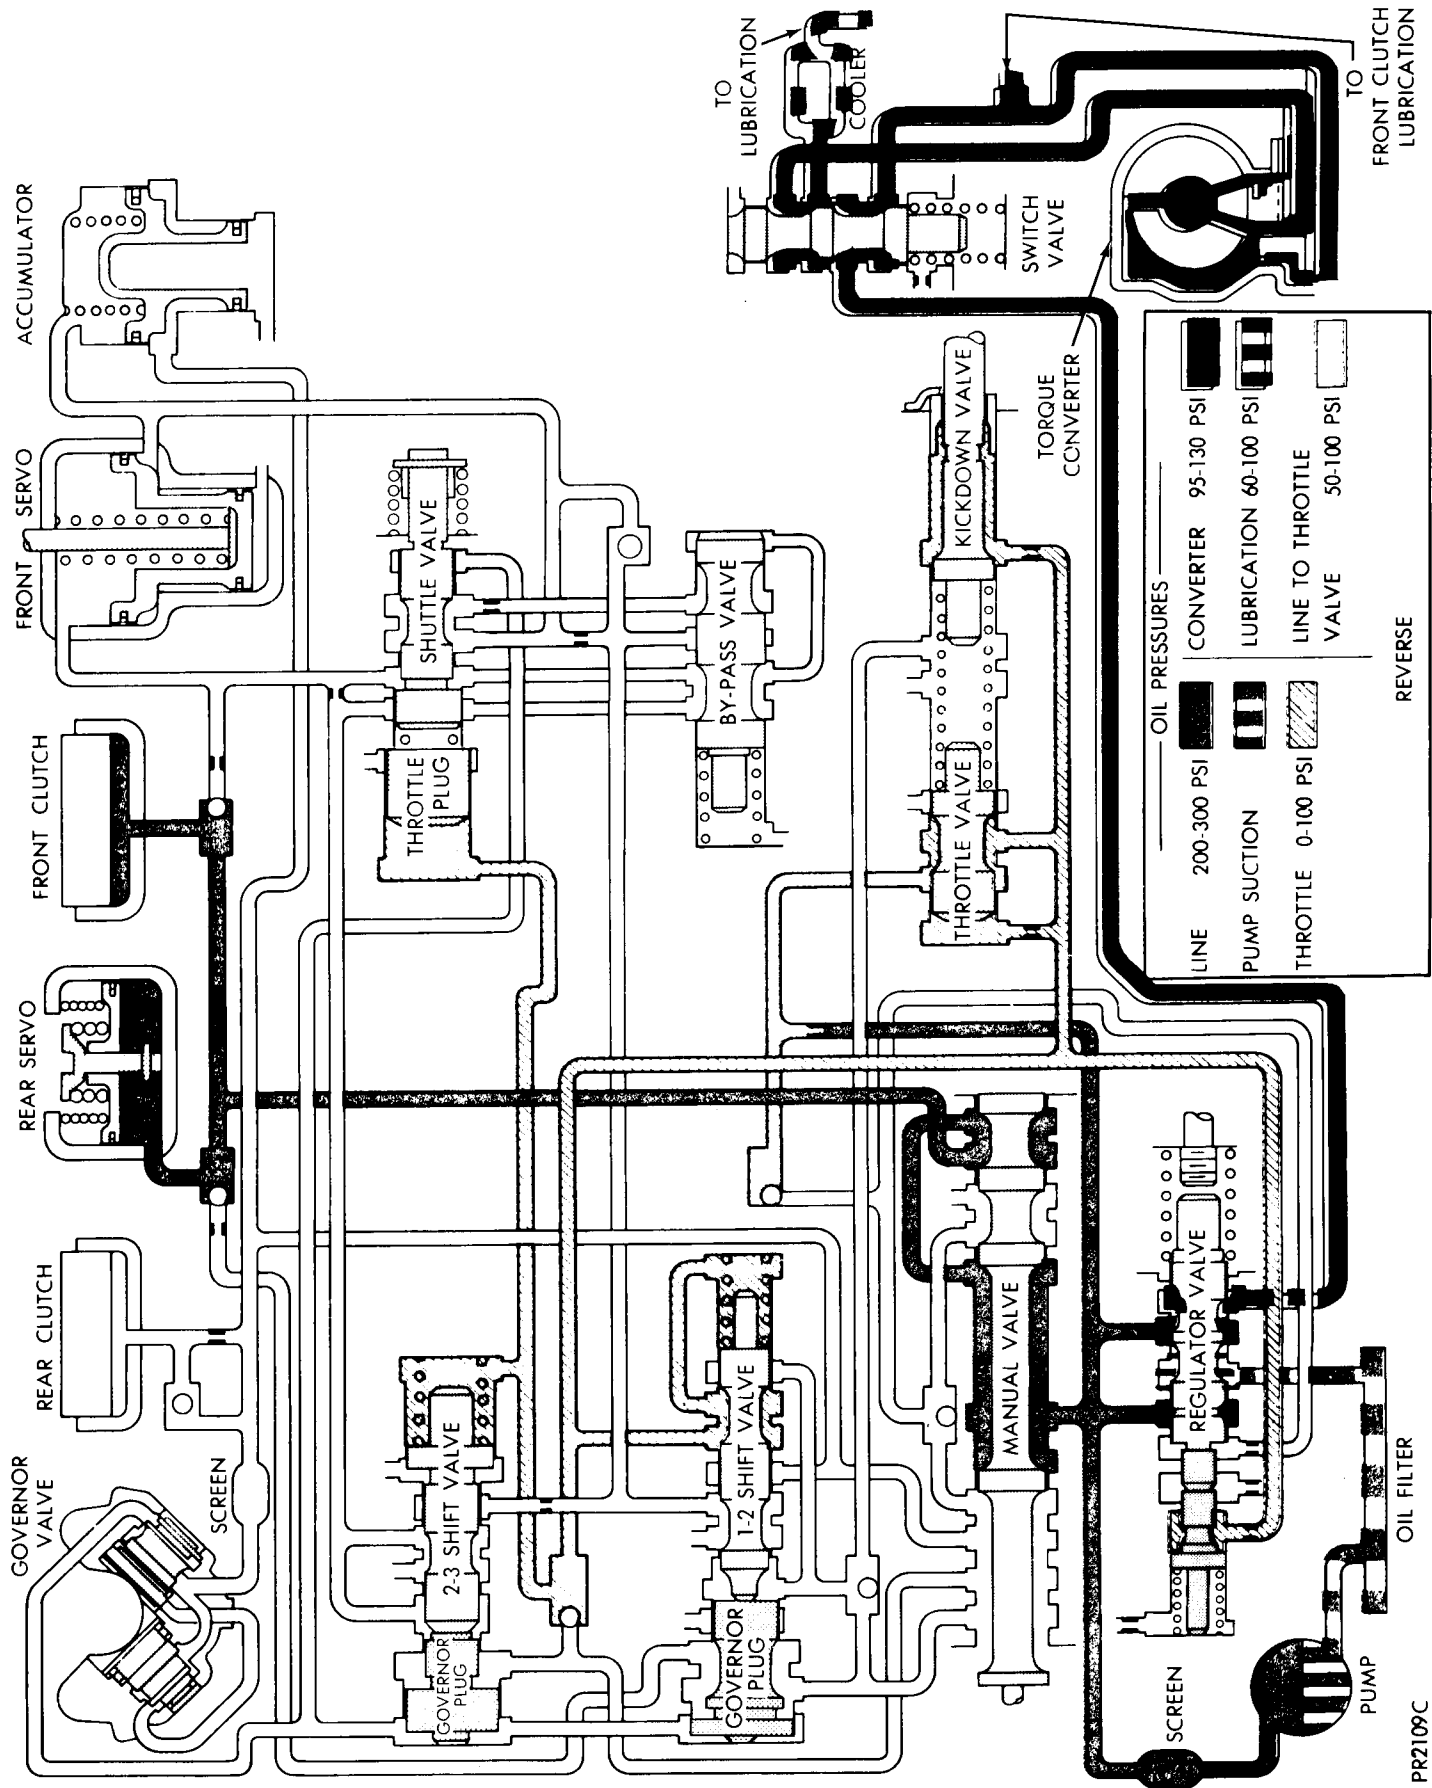 GOVERNOR
VALVE
REAR CLUTCH
REAR SERVO
FRONT CLUTCH
FRONT SERVO
ACCUMULATOR
SCREEN
2-3 SHIFT VALVE
GOVERNOR
PLUG
THROTTLE
PLUG
SHUTTLE VALVE
1-2 SHIFT VALVE
GOVERNOR
PLUG
BY-PASS VALVE
TO
LUBRICATION
COOLER
SWITCH
VALVE
MANUAL VALVE
THROTTLE VALVE
KICKDOWN VALVE
TORQUE
CONVERTER
TO
FRONT CLUTCH
LUBRICATION
REGULATOR VALVE
SCREEN
PUMP
OIL FILTER
OIL PRESSURES
LINE 200-300 PSI
PUMP SUCTION
THROTTLE 0-100 PSI
CONVERTER 95-130 PSI
LUBRICATION 60-100 PSI
LINE TO THROTTLE
VALVE 50-100 PSI
REVERSE
PR2109C